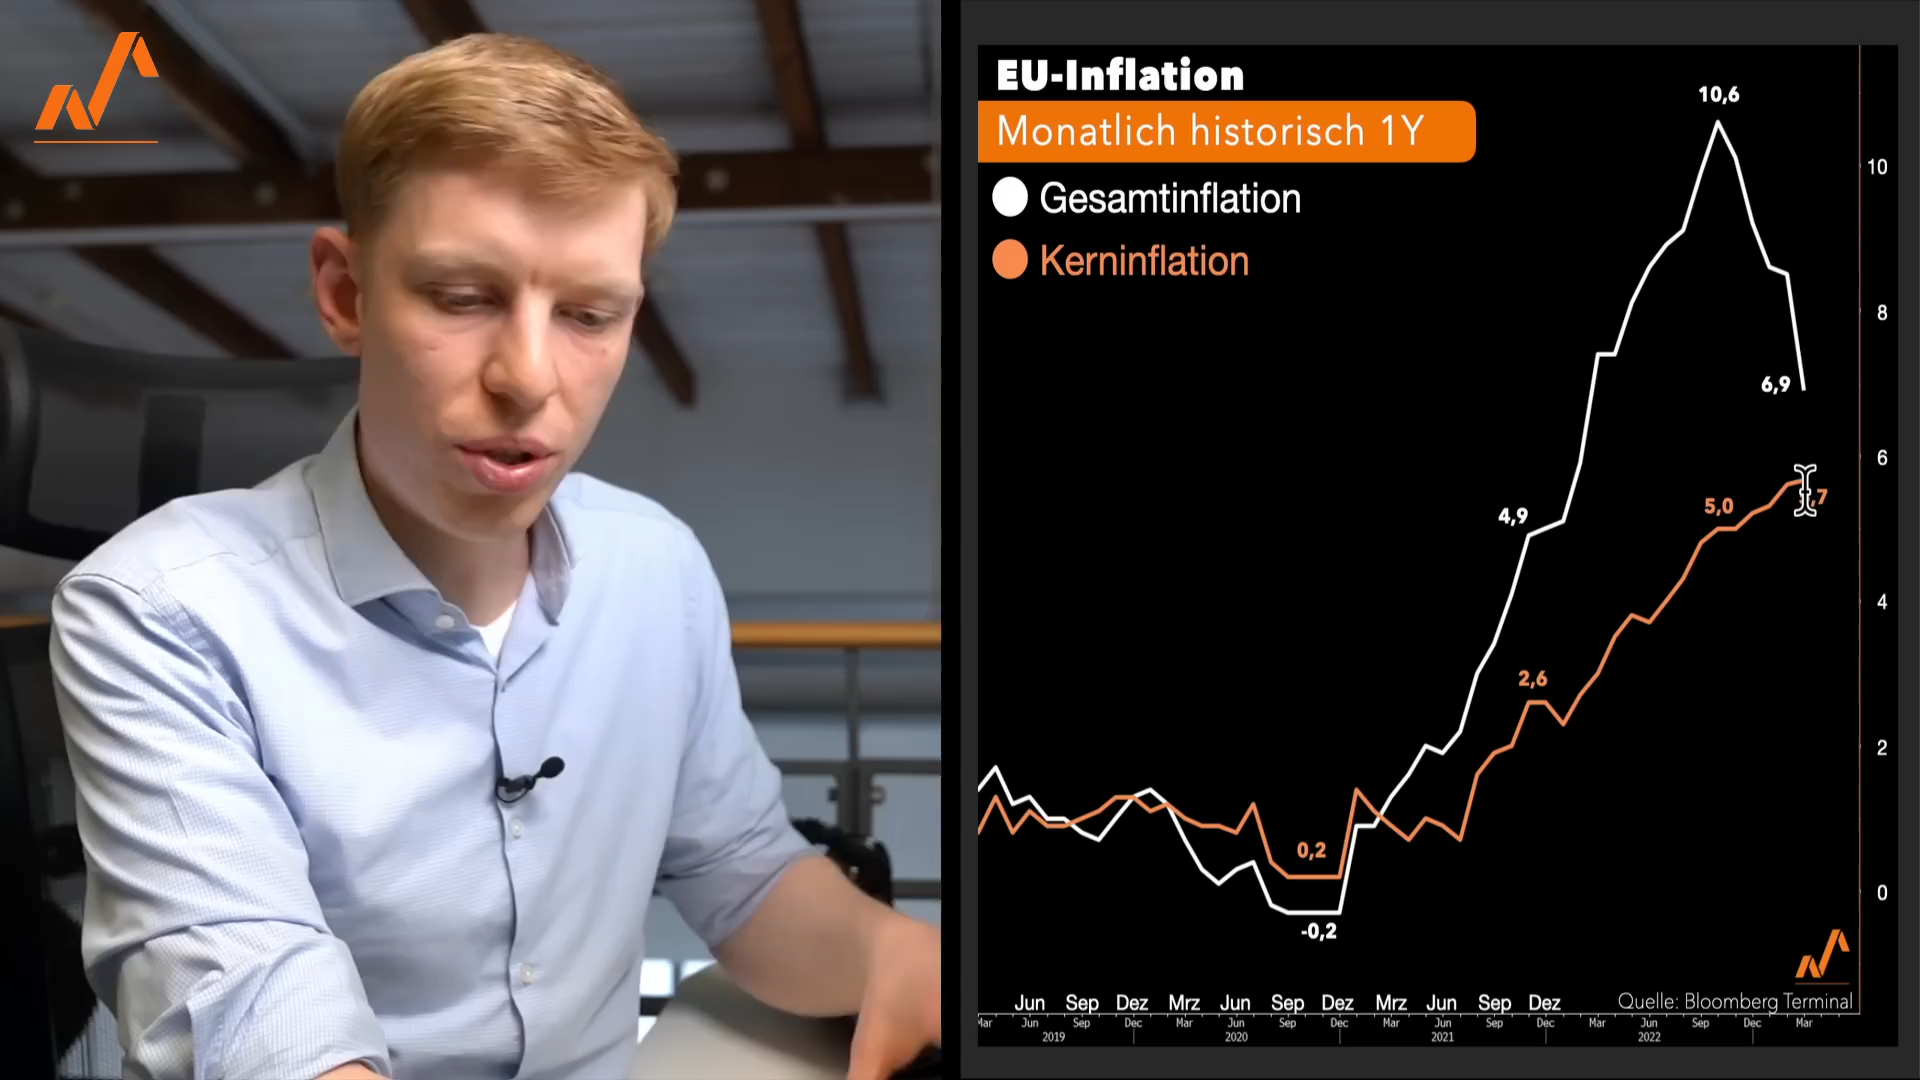 EU-Inflation
Monatlich historisch 1Y
Gesamtinflation
Kerninflation
10,6
10
8
6,9
6
4,9
5,0
,7
4
2,6
2
0,2
0
-0,2
Jun Sep Dez Mrz Jun Sep Dez Mrz Jun Sep Dez
Quelle: Bloomberg Terminal
Mar Jun Sep Dec Mar Jun Sep Dec Mar Jun Sep Dec Mar Jun Sep Dec Mar
2019 2020 2021 2022